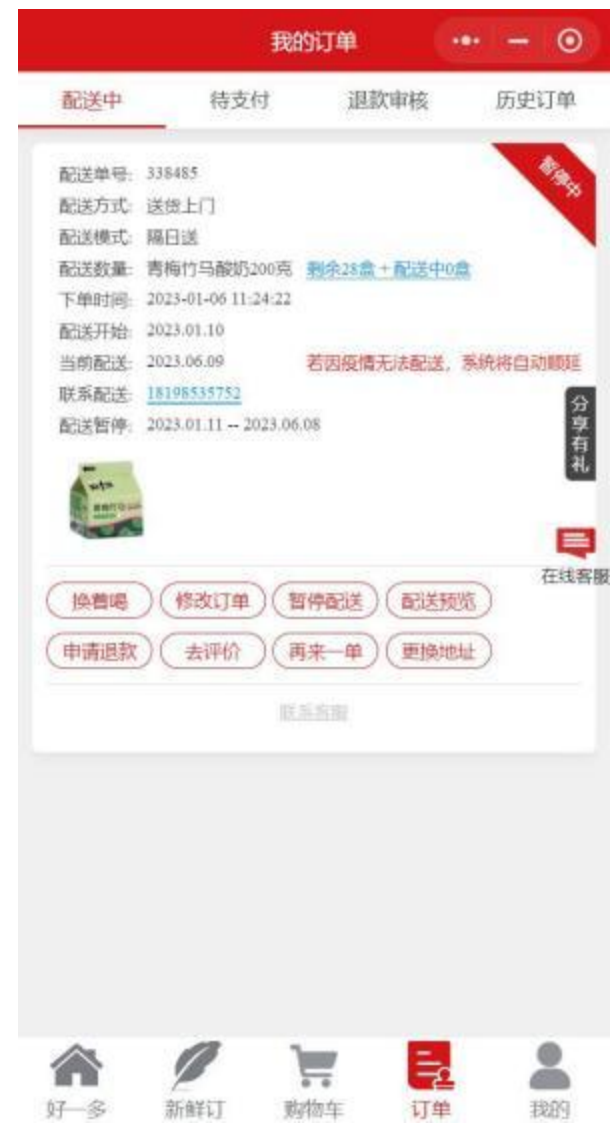 我的订单
配送中 待支付 退款审核 历史订单
暂停中
配送单号: 338485
配送方式: 送货上门
配送模式: 隔日送
配送数量: 青梅竹马酸奶200克 剩余28盒 + 配送中0盒
下单时间: 2023-01-06 11:24:22
配送开始: 2023.01.10
当前配送: 2023.06.09 若因疫情无法配送，系统将自动顺延
联系配送: 18198535752
配送暂停: 2023.01.11 -- 2023.06.08
分享有礼
在线客服
换着喝 修改订单 暂停配送 配送预览
申请退款 去评价 再来一单 更换地址
联系客服
好一多 新鲜订 购物车 订单 我的